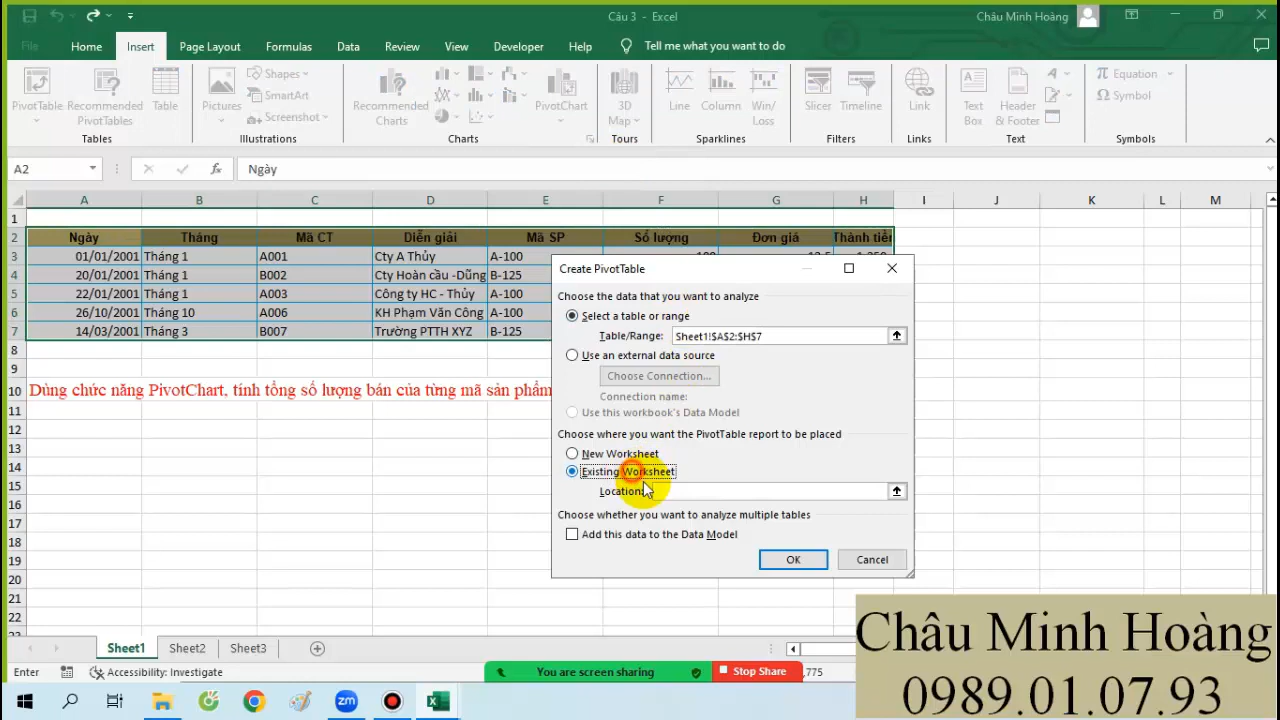 Câu 3 - Excel
Châu Minh Hoàng
File Home Insert Page Layout Formulas Data Review View Developer Help Tell me what you want to do
PivotTable Recommended PivotTables Table Pictures Shapes SmartArt Screenshot Recommended Charts PivotChart 3D Map Line Column Win/Loss Slicer Timeline Link Text Box Header & Footer Equation Symbol
Tables Illustrations Charts Tours Sparklines Filters Links Text Symbols
A2 fx Ngày
A B C D E F G H I J K L M
1
2 Ngày Tháng Mã CT Diễn giải Mã SP Số lượng Đơn giá Thành tiền
3 01/01/2001 Tháng 1 A001 Cty A Thủy A-100
4 20/01/2001 Tháng 1 B002 Cty Hoàn cầu -Dũng B-125
5 22/01/2001 Tháng 1 A003 Công ty HC - Thủy A-100
6 26/10/2001 Tháng 10 A006 KH Phạm Văn Công A-100
7 14/03/2001 Tháng 3 B007 Trường PTTH XYZ B-125
8
9
10 Dùng chức năng PivotChart, tính tổng số lượng bán của từng mã sản phẩm
11
12
13
14
15
16
17
18
19
20
21
22
Create PivotTable
Choose the data that you want to analyze
Select a table or range
Table/Range: Sheet1!$A$2:$H$7
Use an external data source
Choose Connection...
Connection name:
Use this workbook's Data Model
Choose where you want the PivotTable report to be placed
New Worksheet
Existing Worksheet
Location:
Choose whether you want to analyze multiple tables
Add this data to the Data Model
OK Cancel
Sheet1 Sheet2 Sheet3
Enter Accessibility: Investigate You are screen sharing Stop Share ,775
zm
Châu Minh Hoàng
0989.01.07.93